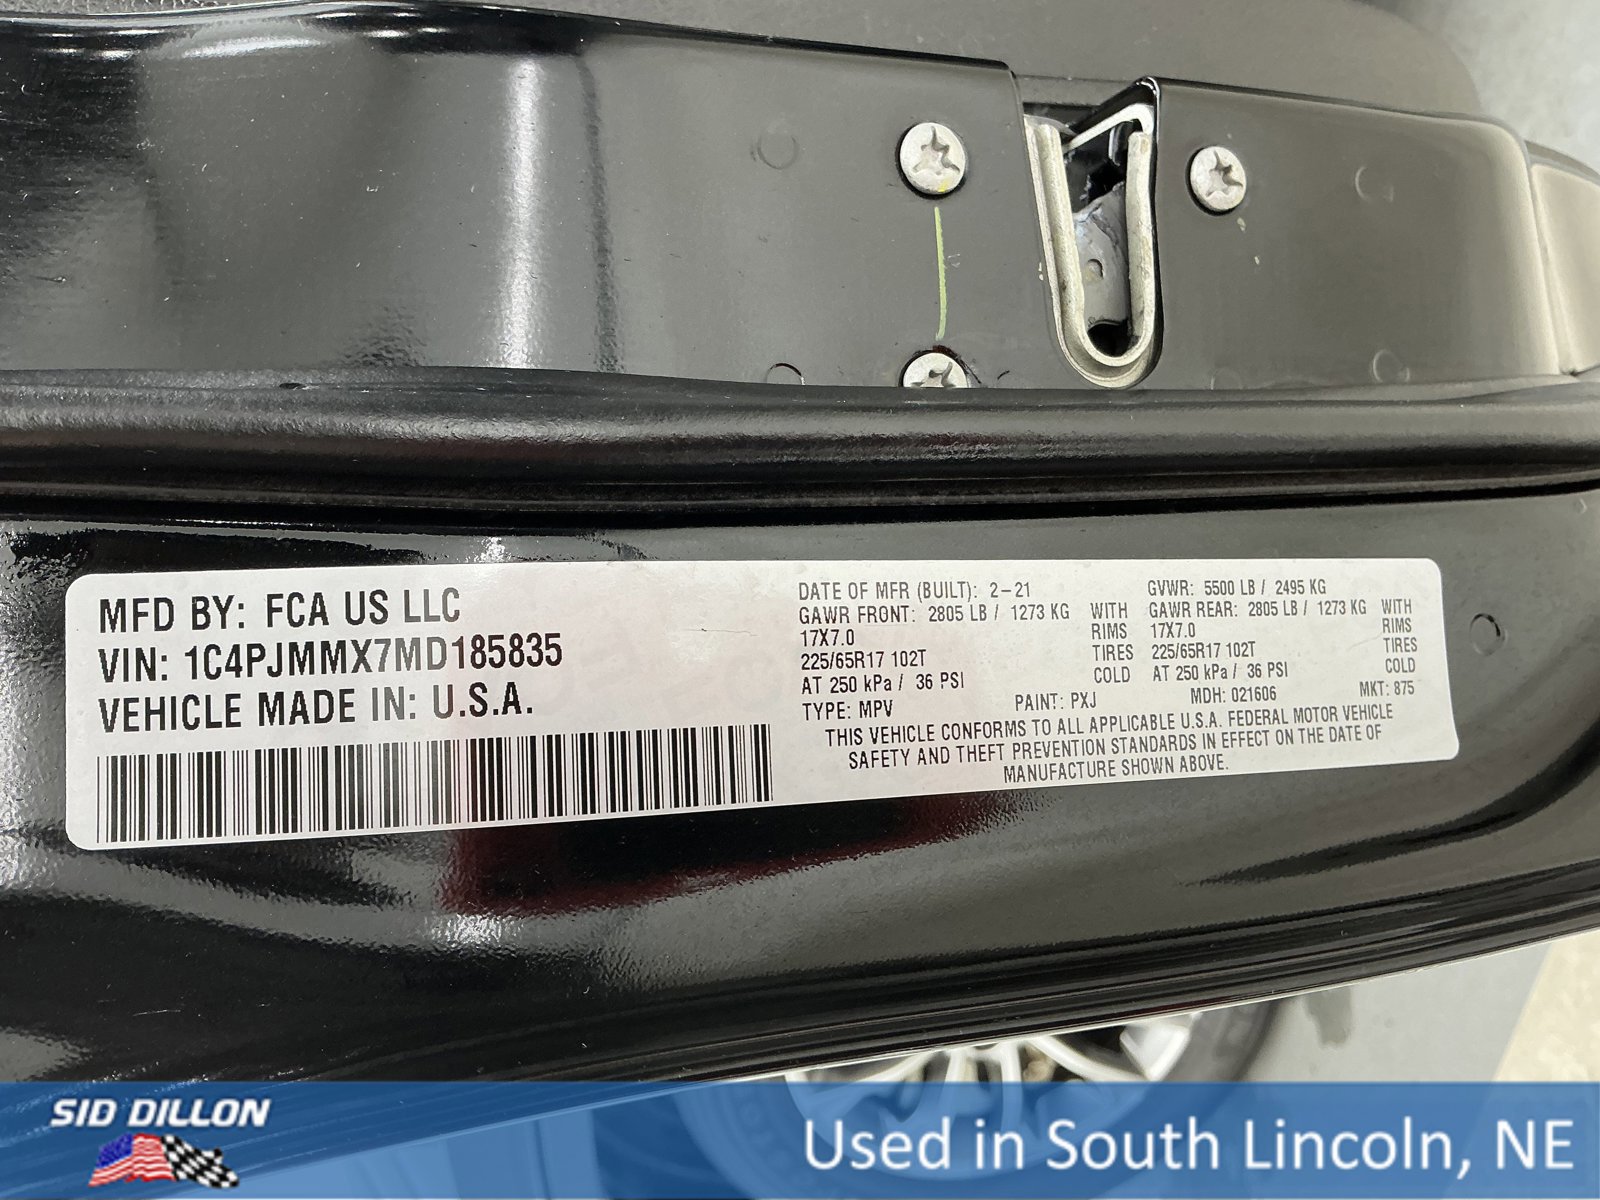 MFD BY: FCA US LLC
VIN: 1C4PJMMX7MD185835
VEHICLE MADE IN: U.S.A.
DATE OF MFR (BUILT): 2-21
GAWR FRONT: 2805 LB / 1273 KG WITH
17X7.0 RIMS
225/65R17 102T TIRES
AT 250 kPa / 36 PSI COLD
GVWR: 5500 LB / 2495 KG
GAWR REAR: 2805 LB / 1273 KG WITH
17X7.0 RIMS
225/65R17 102T TIRES
AT 250 kPa / 36 PSI COLD
TYPE: MPV PAINT: PXJ MDH: 021606 MKT: 875
THIS VEHICLE CONFORMS TO ALL APPLICABLE U.S.A. FEDERAL MOTOR VEHICLE
SAFETY AND THEFT PREVENTION STANDARDS IN EFFECT ON THE DATE OF
MANUFACTURE SHOWN ABOVE.
SID DILLON
Used in South Lincoln, NE